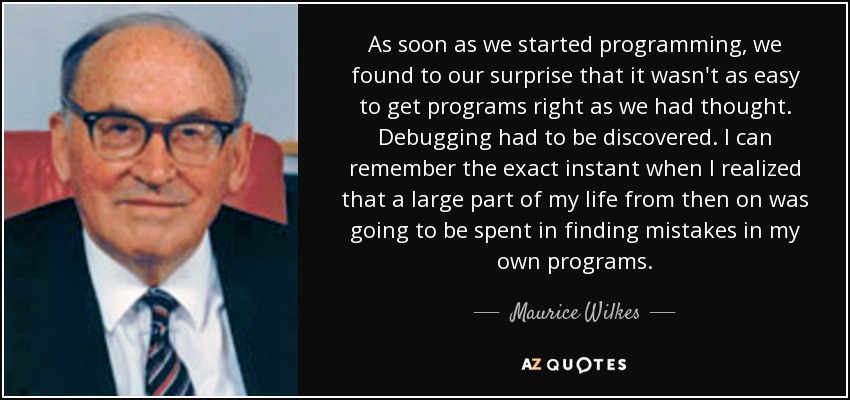 As soon as we started programming, we
found to our surprise that it wasn't as easy
to get programs right as we had thought.
Debugging had to be discovered. I can
remember the exact instant when I realized
that a large part of my life from then on was
going to be spent in finding mistakes in my
own programs.
Maurice Wilkes
AZ QUOTES